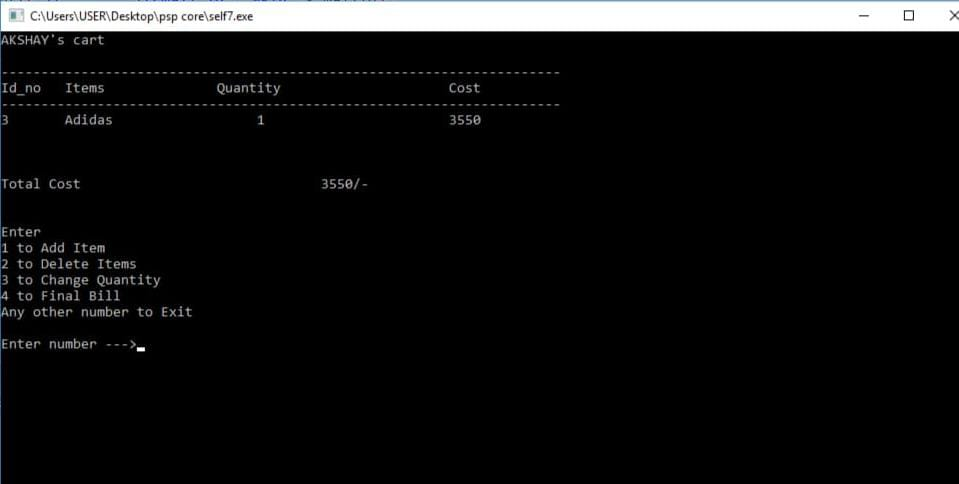 C:\Users\USER\Desktop\psp core\self7.exe
AKSHAY's cart
----------------------------------------------------------------------
Id_no   Items              Quantity                     Cost
----------------------------------------------------------------------
3       Adidas                  1                       3550
Total Cost                              3550/-
Enter
1 to Add Item
2 to Delete Items
3 to Change Quantity
4 to Final Bill
Any other number to Exit
Enter number --->